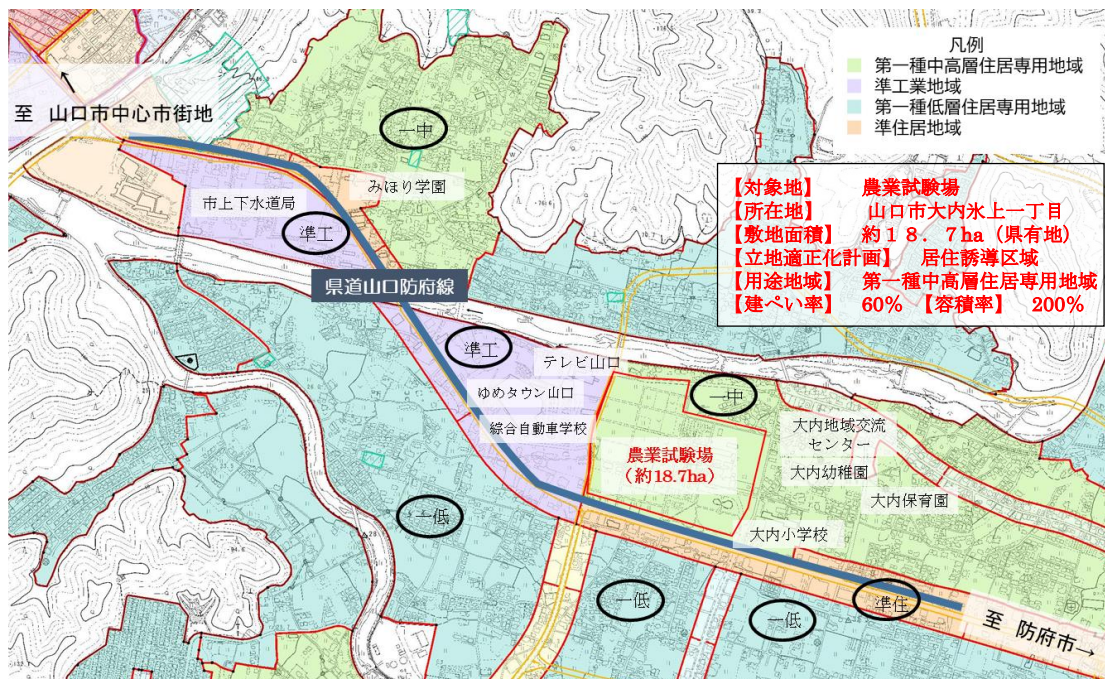 凡例
第一種中高層住居専用地域
準工業地域
第一種低層住居専用地域
準住居地域
至 山口市中心市街地
一中
みほり学園
市上下水道局
準工
【対象地】 農業試験場
【所在地】 山口市大内氷上一丁目
【敷地面積】 約１８．７ha（県有地）
【立地適正化計画】 居住誘導区域
【用途地域】 第一種中高層住居専用地域
【建ぺい率】 60% 【容積率】 200%
県道山口防府線
準工
テレビ山口
ゆめタウン山口
綜合自動車学校
一中
大内地域交流
センター
大内幼稚園
大内保育園
農業試験場
（約18.7ha）
大内小学校
一低
一低
一低
準住
至 防府市→